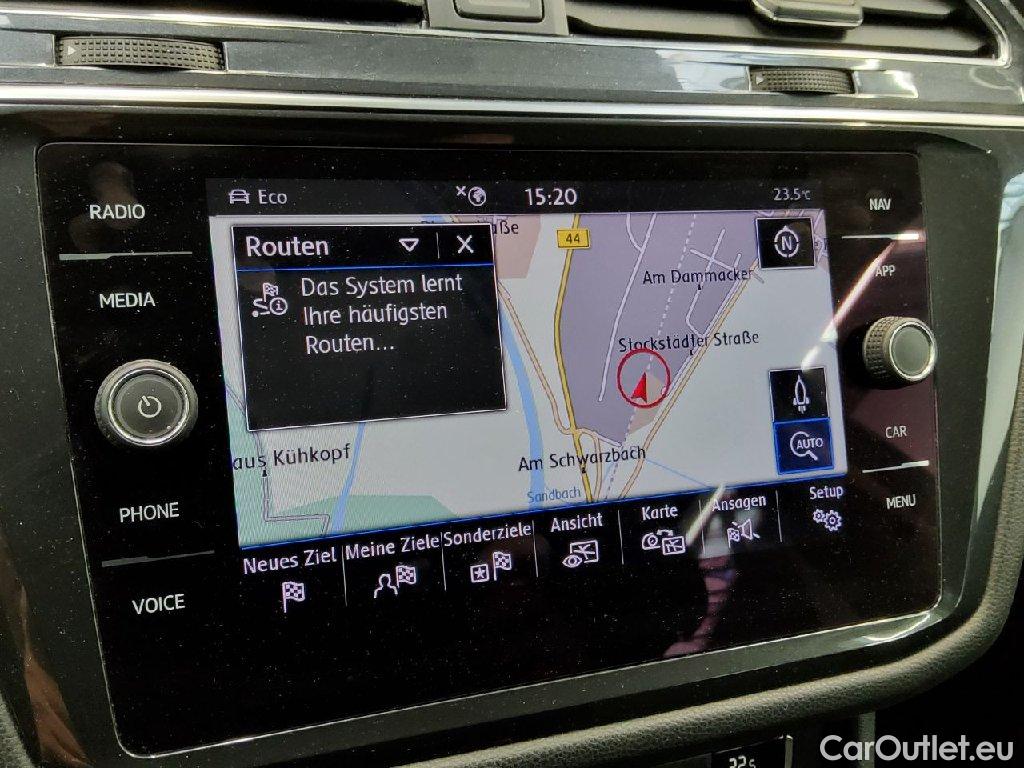 RADIO
MEDIA
PHONE
VOICE
Eco
15:20
23.5°C
NAV
APP
CAR
MENU
Routen
Das System lernt
Ihre häufigsten
Routen...
44
N
Am Dammacker
Stockstädter Straße
aus Kühkopf
Am Schwarzbach
Sandbach
AUTO
Neues Ziel
Meine Ziele
Sonderziele
Ansicht
Karte
Ansagen
Setup
CarOutlet.eu